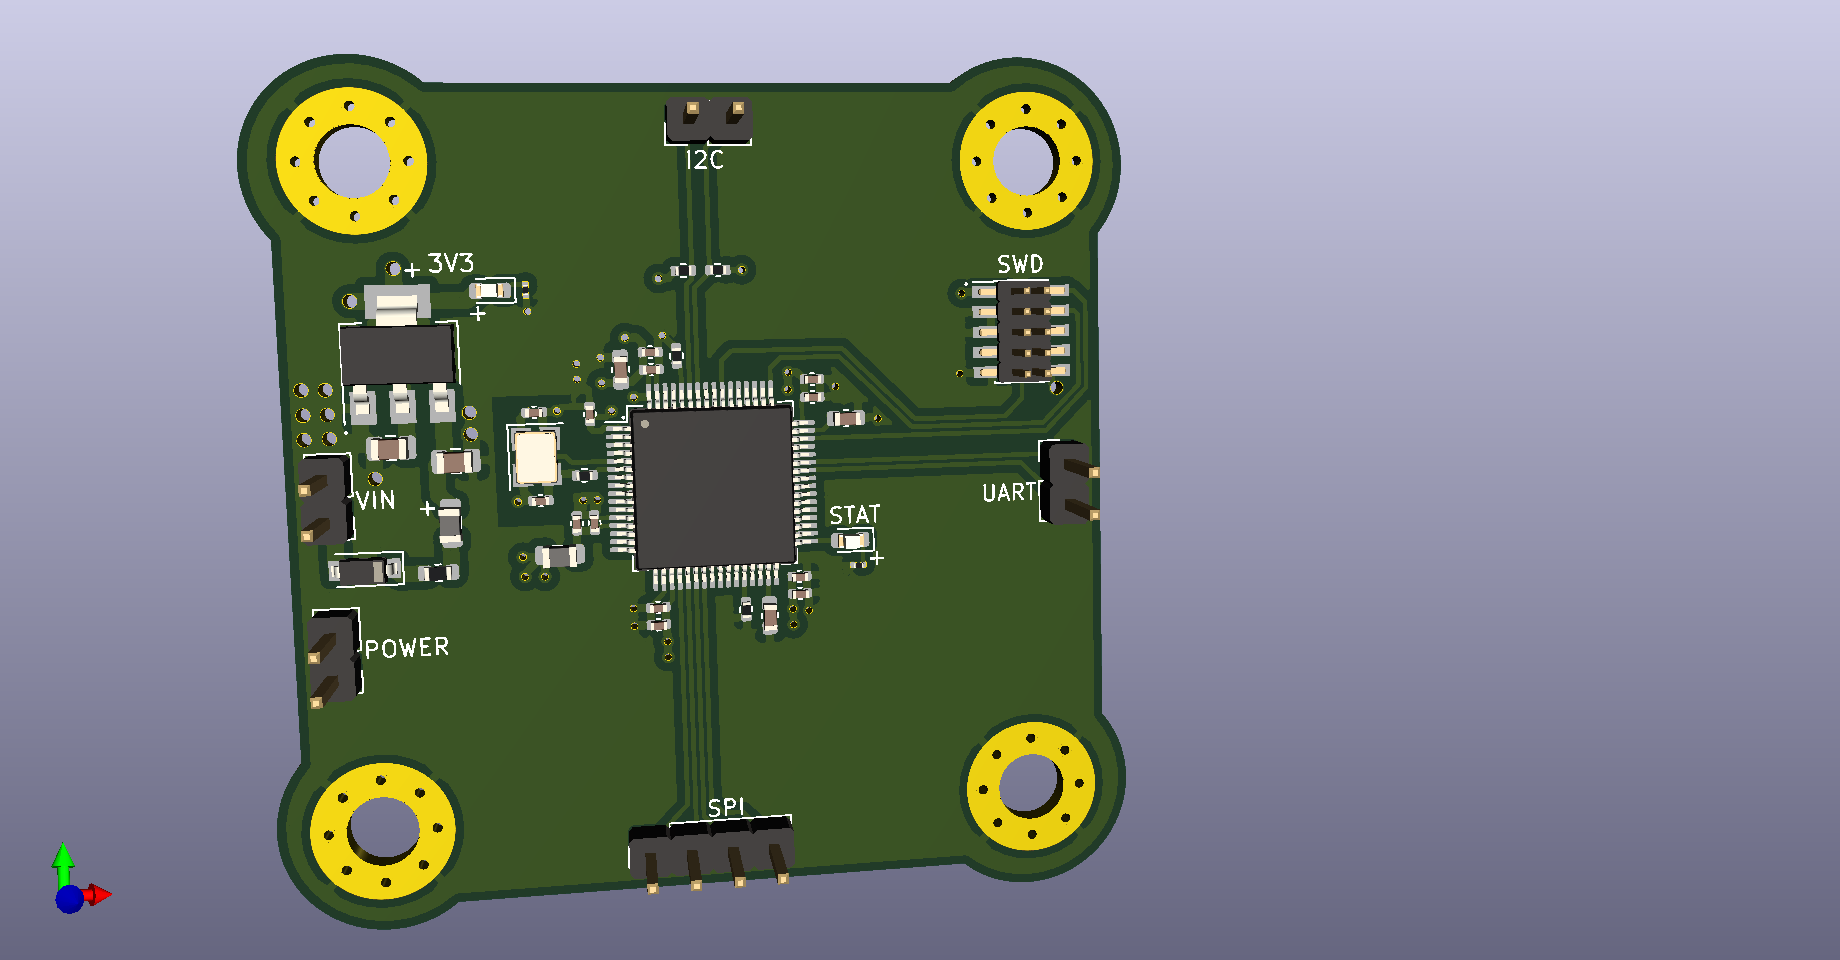 I2C
+ 3V3
SWD
+
VIN
+
UART
STAT
+
POWER
SPI